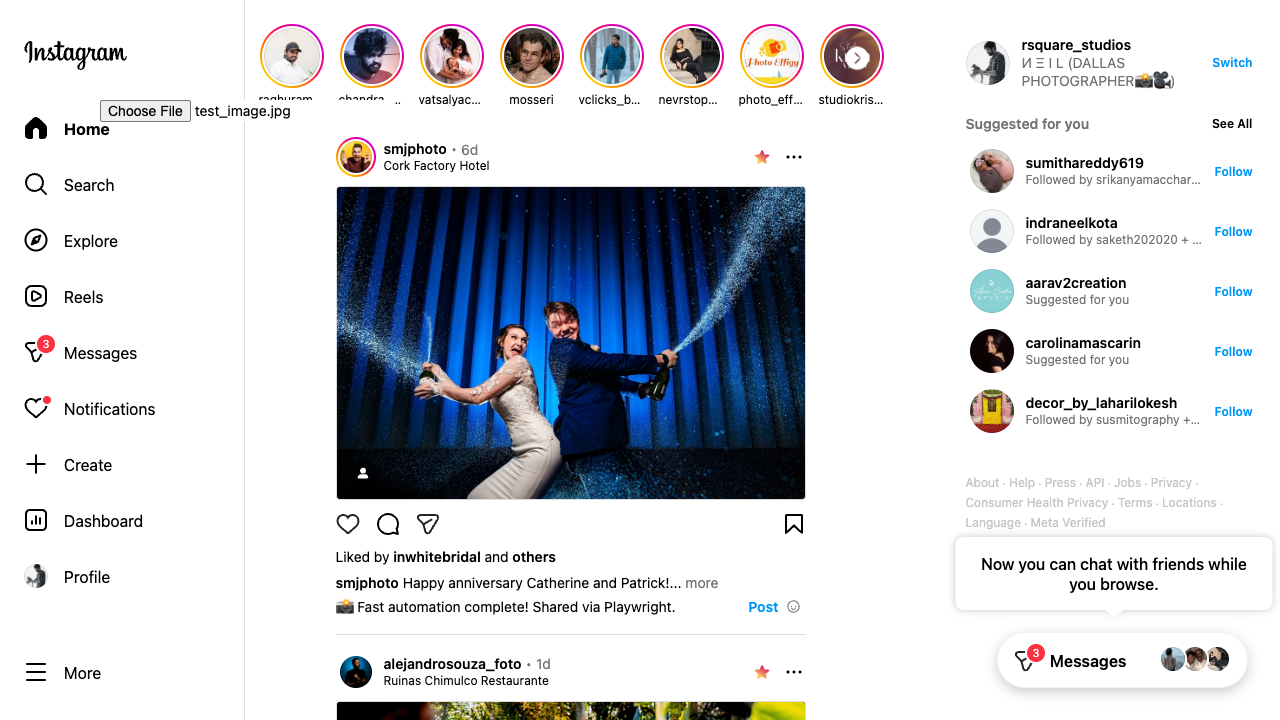 Instagram
Choose File test_image.jpg
Home
Search
Explore
Reels
3
Messages
Notifications
Create
Dashboard
Profile
More
chandra_...
vatsalyac...
mosseri
vclicks_b...
nevrstop...
Photo Effigy
photo_eff...
studiokris...
smjphoto • 6d
Cork Factory Hotel
Liked by inwhitebridal and others
smjphoto Happy anniversary Catherine and Patrick!... more
📸 Fast automation complete! Shared via Playwright.
Post
alejandrosouza_foto • 1d
Ruinas Chimulco Restaurante
rsquare_studios
И Ξ I L (DALLAS
PHOTOGRAPHER📸🎥)
Switch
Suggested for you
See All
sumithareddy619
Followed by srikanyamacchar...
Follow
indraneelkota
Followed by saketh202020 + ...
Follow
aarav2creation
Suggested for you
Follow
carolinamascarin
Suggested for you
Follow
decor_by_laharilokesh
Followed by susmitography +...
Follow
About · Help · Press · API · Jobs · Privacy ·
Consumer Health Privacy · Terms · Locations ·
Language · Meta Verified
Now you can chat with friends while
you browse.
3
Messages